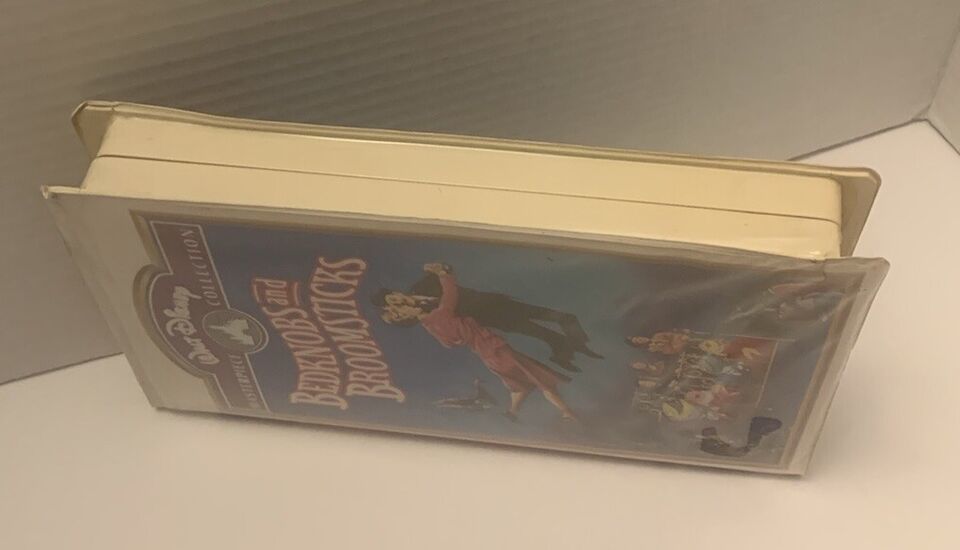 Walt Disney
MASTERPIECE COLLECTION
BEDKNOBS and
BROOMSTICKS